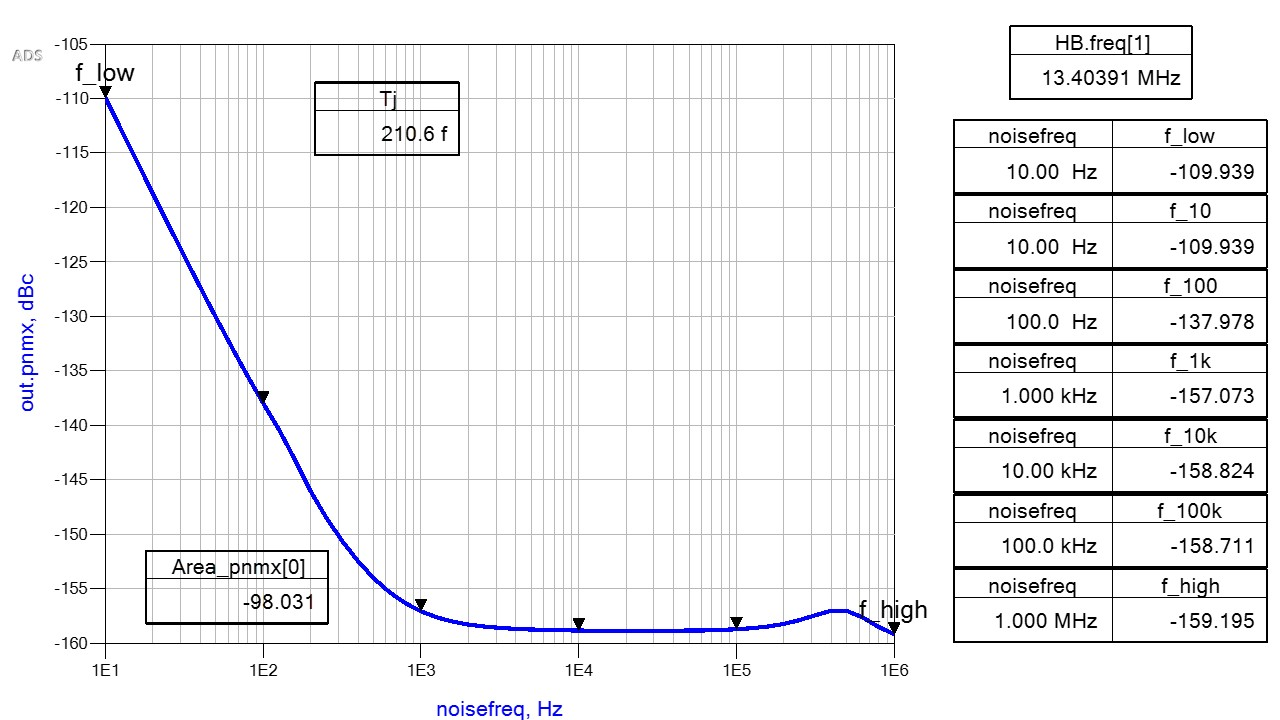 ADS
-105
-110
-115
-120
-125
-130
-135
-140
-145
-150
-155
-160
out.pnmx, dBc
f_low
Tj
210.6 f
Area_pnmx[0]
-98.031
f_high
1E1 1E2 1E3 1E4 1E5 1E6
noisefreq, Hz
HB.freq[1]
13.40391 MHz
noisefreq f_low
10.00 Hz -109.939
noisefreq f_10
10.00 Hz -109.939
noisefreq f_100
100.0 Hz -137.978
noisefreq f_1k
1.000 kHz -157.073
noisefreq f_10k
10.00 kHz -158.824
noisefreq f_100k
100.0 kHz -158.711
noisefreq f_high
1.000 MHz -159.195